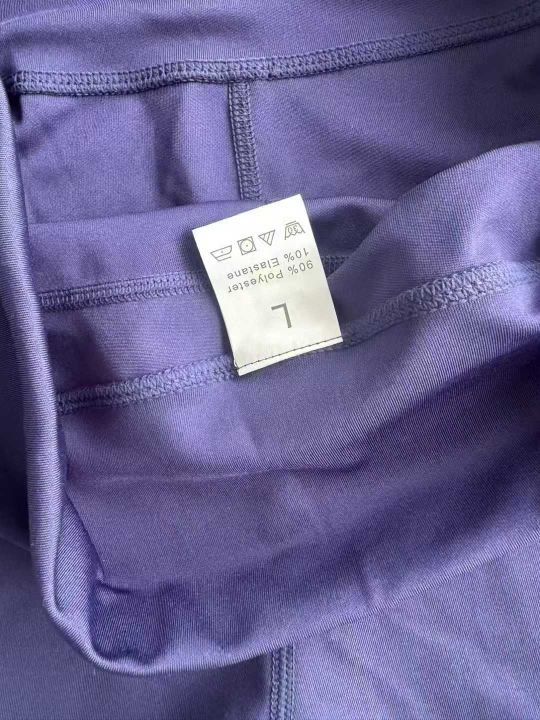 L
90% Polyester
10% Elastane